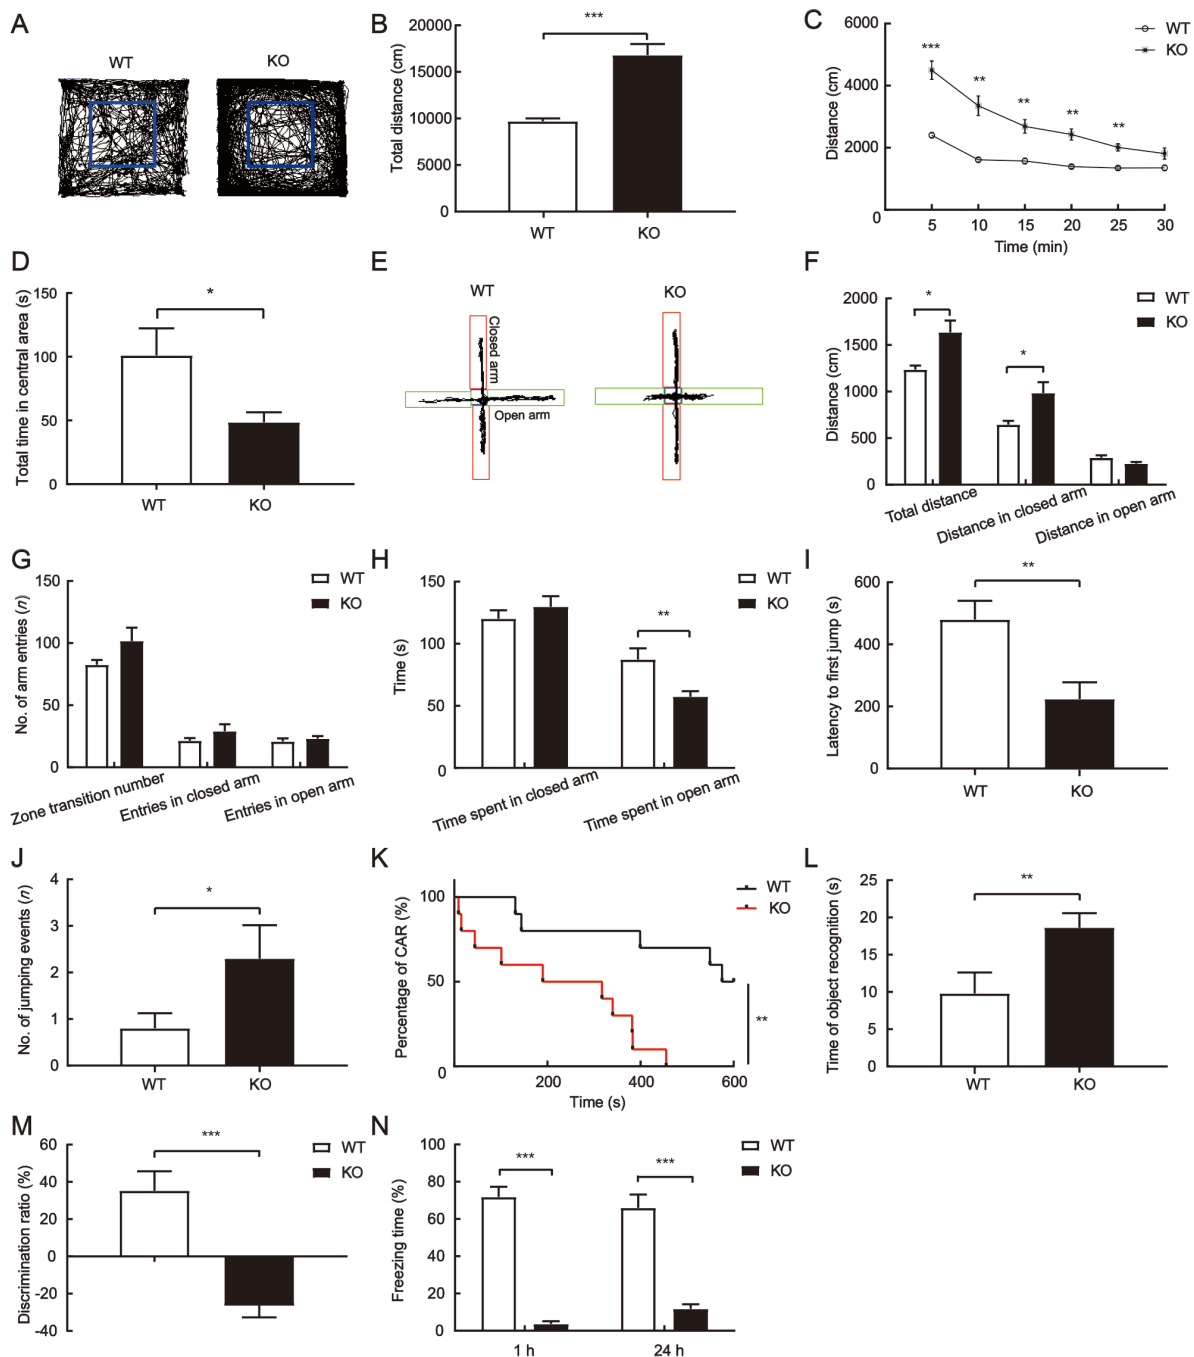 A
WT
KO
B
***
Total distance (cm)
20000
15000
10000
5000
0
WT
KO
C
WT
KO
Distance (cm)
6000
4000
2000
0
***
**
**
**
**
5
10
15
20
25
30
Time (min)
D
Total time in central area (s)
150
100
50
0
*
WT
KO
E
WT
KO
Closed arm
Open arm
F
WT
KO
Distance (cm)
2000
1500
1000
500
0
*
*
Total distance
Distance in closed arm
Distance in open arm
G
WT
KO
No. of arm entries (n)
150
100
50
0
Zone transition number
Entries in closed arm
Entries in open arm
H
WT
KO
Time (s)
150
100
50
0
**
Time spent in closed arm
Time spent in open arm
I
Latency to first jump (s)
600
400
200
0
**
WT
KO
J
No. of jumping events (n)
4
3
2
1
0
*
WT
KO
K
WT
KO
Percentage of CAR (%)
100
50
0
**
200
400
600
Time (s)
L
Time of object recognition (s)
25
20
15
10
5
0
**
WT
KO
M
WT
KO
Discrimination ratio (%)
60
40
20
0
-20
-40
***
N
WT
KO
Freezing time (%)
100
80
60
40
20
0
***
***
1 h
24 h